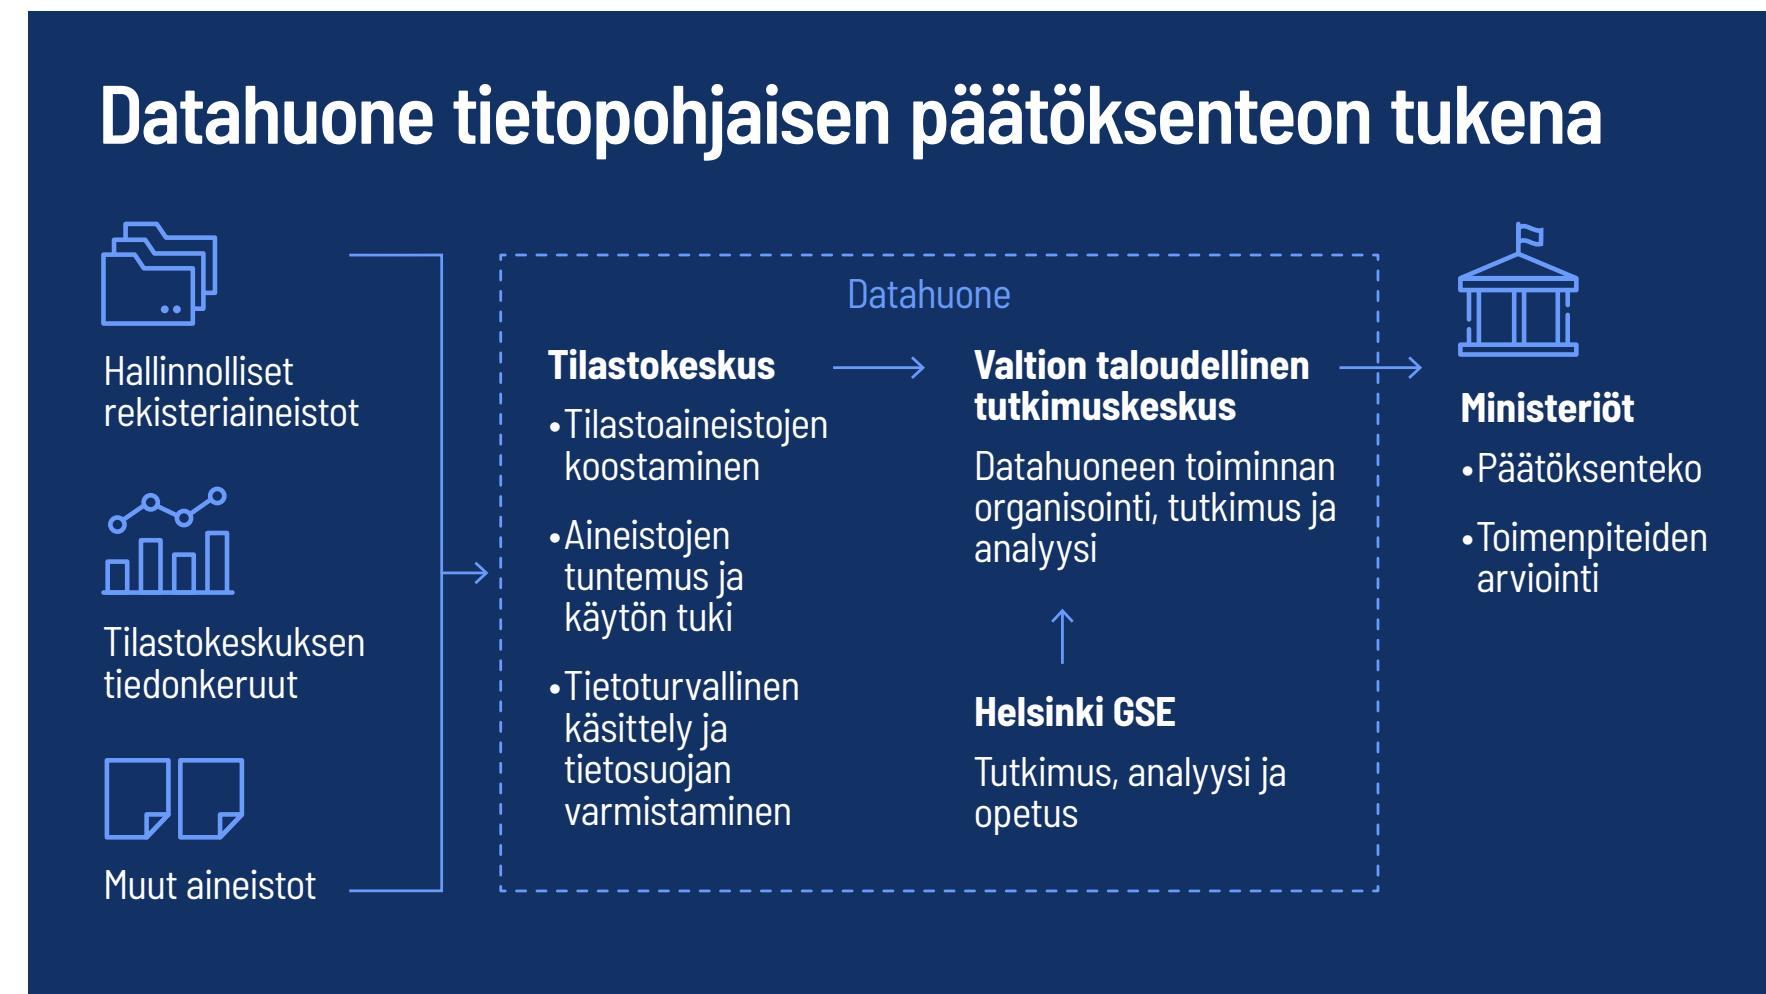 Datahuone tietopohjaisen päätöksenteon tukena
Hallinnolliset
rekisteriaineistot
Tilastokeskuksen
tiedonkeruut
Muut aineistot
Datahuone
Tilastokeskus
•Tilastoaineistojen
koostaminen
•Aineistojen
tuntemus ja
käytön tuki
•Tietoturvallinen
käsittely ja
tietosuojan
varmistaminen
Valtion taloudellinen
tutkimuskeskus
Datahuoneen toiminnan
organisointi, tutkimus ja
analyysi
Helsinki GSE
Tutkimus, analyysi ja
opetus
Ministeriöt
•Päätöksenteko
•Toimenpiteiden
arviointi